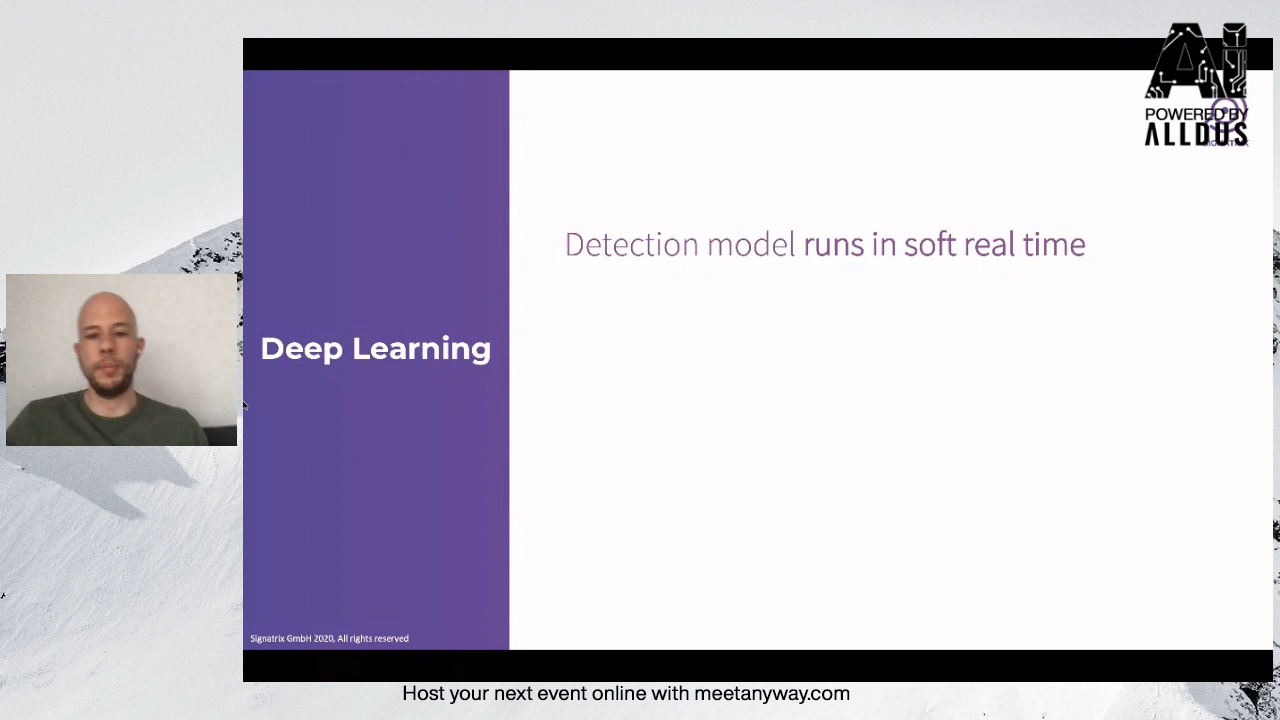 AI
POWERED BY
ALLDUS
Detection model runs in soft real time
Deep Learning
Signatrix GmbH 2020, All rights reserved
Host your next event online with meetanyway.com